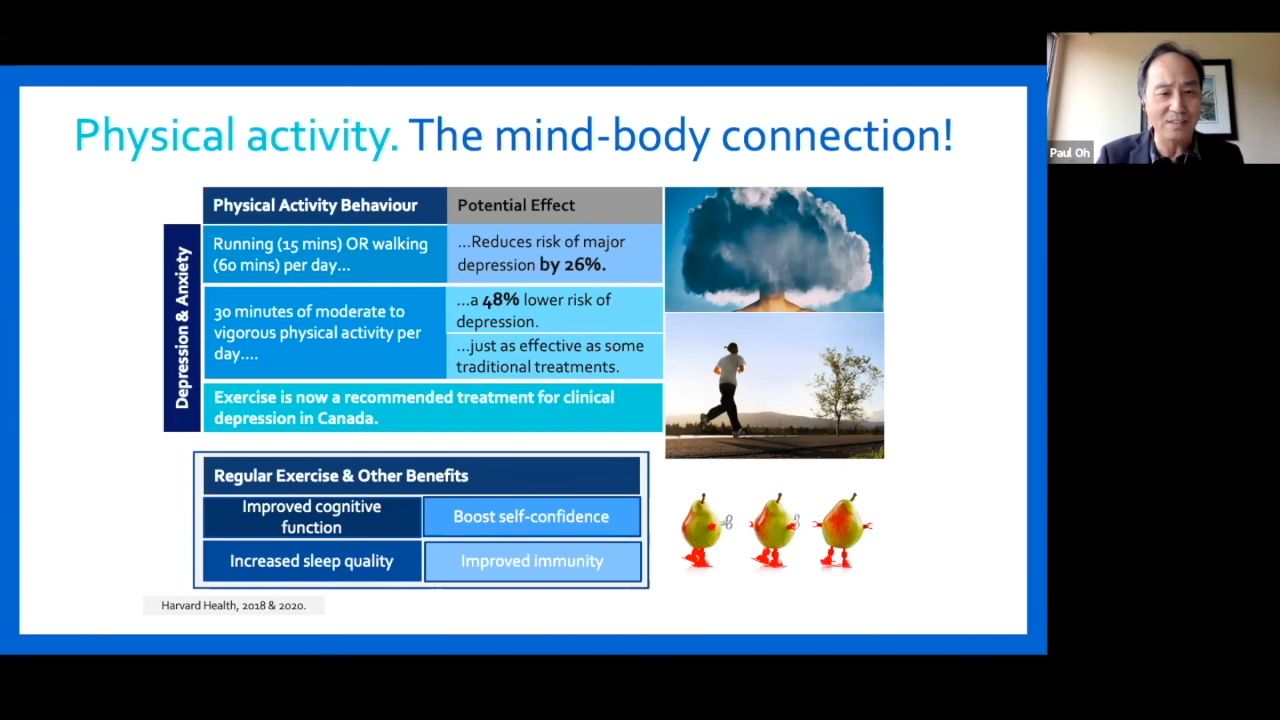 Physical activity. The mind-body connection!
Physical Activity Behaviour
Potential Effect
Depression & Anxiety
Running (15 mins) OR walking
(60 mins) per day...
...Reduces risk of major
depression by 26%.
30 minutes of moderate to
vigorous physical activity per
day....
...a 48% lower risk of
depression.
...just as effective as some
traditional treatments.
Exercise is now a recommended treatment for clinical
depression in Canada.
Regular Exercise & Other Benefits
Improved cognitive
function
Boost self-confidence
Increased sleep quality
Improved immunity
Harvard Health, 2018 & 2020.
Paul Oh